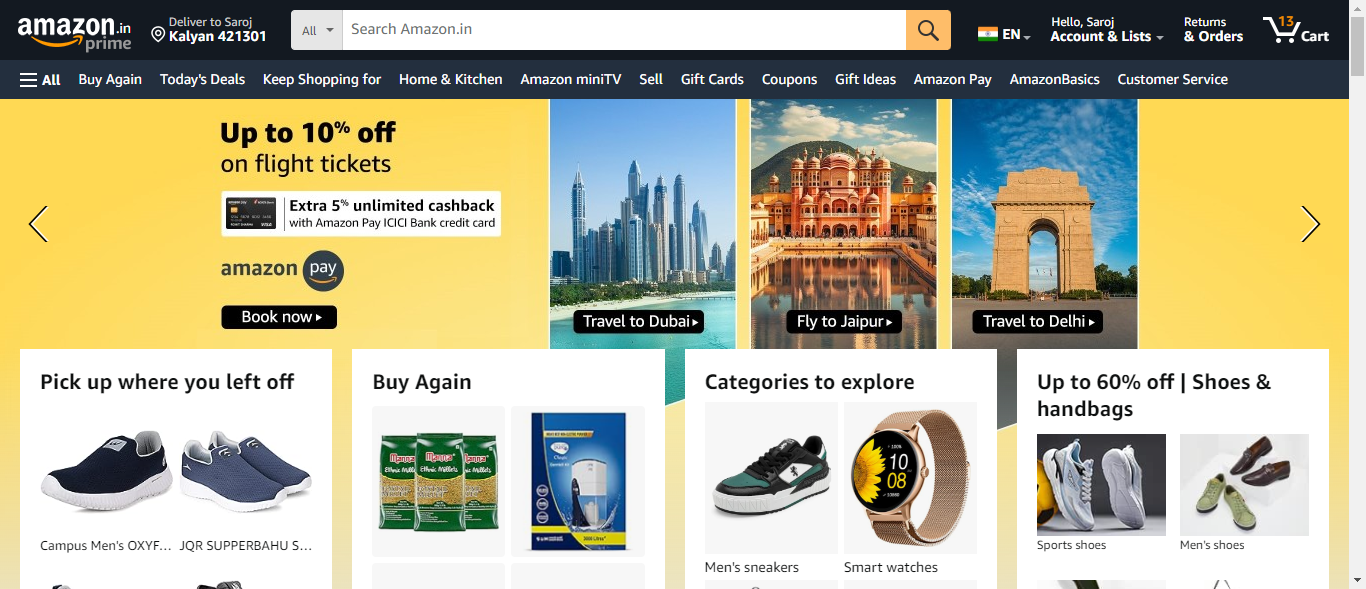 amazon.in
prime
Deliver to Saroj
Kalyan 421301
All
Search Amazon.in
EN
Hello, Saroj
Account & Lists
Returns
& Orders
13
Cart
All
Buy Again
Today's Deals
Keep Shopping for
Home & Kitchen
Amazon miniTV
Sell
Gift Cards
Coupons
Gift Ideas
Amazon Pay
AmazonBasics
Customer Service
Up to 10% off
on flight tickets
Extra 5% unlimited cashback
with Amazon Pay ICICI Bank credit card
amazon pay
Book now
Travel to Dubai
Fly to Jaipur
Travel to Delhi
Pick up where you left off
Campus Men's OXYF...
JQR SUPPERBAHU S...
Buy Again
Manna
Ethnic Millets
Categories to explore
10
08
Men's sneakers
Smart watches
Up to 60% off | Shoes &
handbags
Sports shoes
Men's shoes